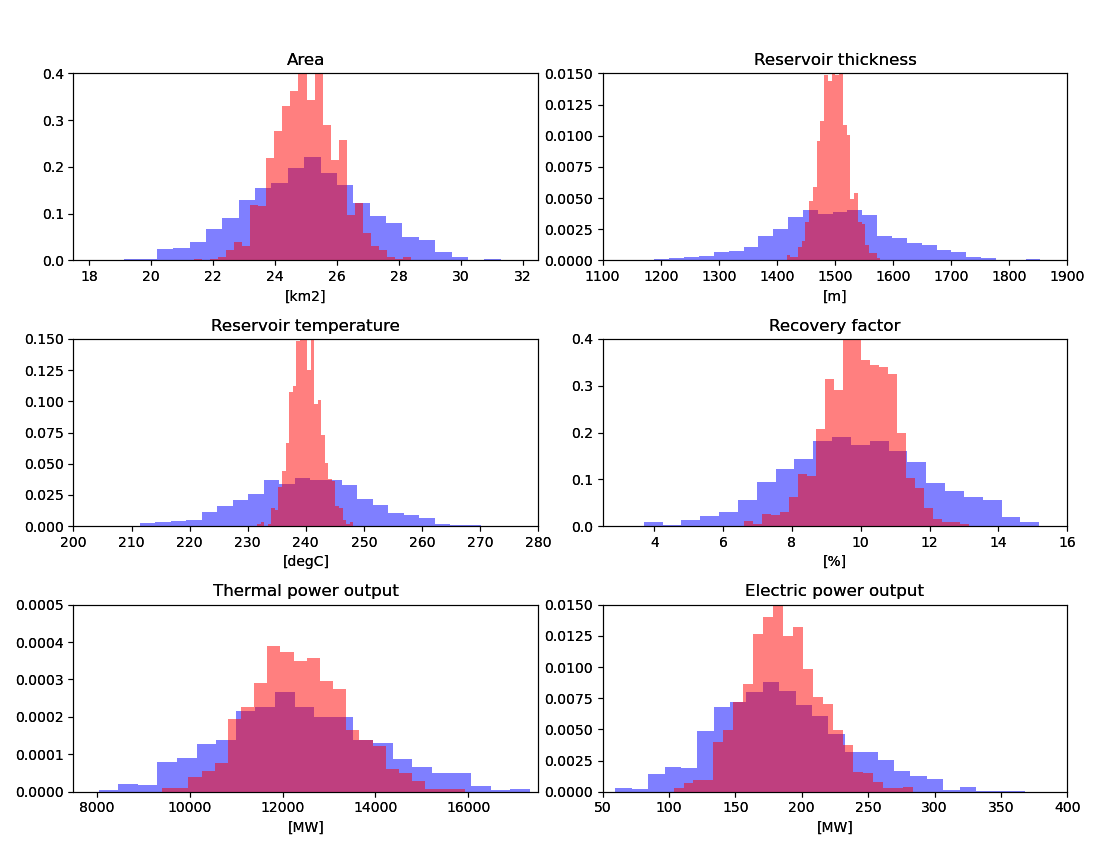 Area
0.4
0.3
0.2
0.1
0.0
18 20 22 24 26 28 30 32
[km2]
Reservoir thickness
0.0150
0.0125
0.0100
0.0075
0.0050
0.0025
0.0000
1100 1200 1300 1400 1500 1600 1700 1800 1900
[m]
Reservoir temperature
0.150
0.125
0.100
0.075
0.050
0.025
0.000
200 210 220 230 240 250 260 270 280
[degC]
Recovery factor
0.4
0.3
0.2
0.1
0.0
4 6 8 10 12 14 16
[%]
Thermal power output
0.0005
0.0004
0.0003
0.0002
0.0001
0.0000
8000 10000 12000 14000 16000
[MW]
Electric power output
0.0150
0.0125
0.0100
0.0075
0.0050
0.0025
0.0000
50 100 150 200 250 300 350 400
[MW]